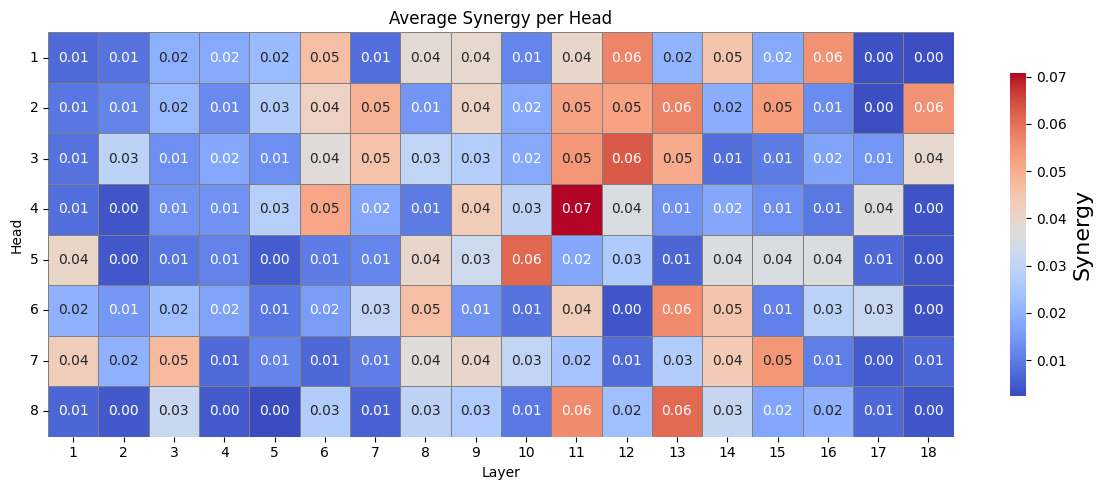 Average Synergy per Head
1 0.01 0.01 0.02 0.02 0.02 0.05 0.01 0.04 0.04 0.01 0.04 0.06 0.02 0.05 0.02 0.06 0.00 0.00
2 0.01 0.01 0.02 0.01 0.03 0.04 0.05 0.01 0.04 0.02 0.05 0.05 0.06 0.02 0.05 0.01 0.00 0.06
3 0.01 0.03 0.01 0.02 0.01 0.04 0.05 0.03 0.03 0.02 0.05 0.06 0.05 0.01 0.01 0.02 0.01 0.04
4 0.01 0.00 0.01 0.01 0.03 0.05 0.02 0.01 0.04 0.03 0.07 0.04 0.01 0.02 0.01 0.01 0.04 0.00
5 0.04 0.00 0.01 0.01 0.00 0.01 0.01 0.04 0.03 0.06 0.02 0.03 0.01 0.04 0.04 0.04 0.01 0.00
6 0.02 0.01 0.02 0.02 0.01 0.02 0.03 0.05 0.01 0.01 0.04 0.00 0.06 0.05 0.01 0.03 0.03 0.00
7 0.04 0.02 0.05 0.01 0.01 0.01 0.01 0.04 0.04 0.03 0.02 0.01 0.03 0.04 0.05 0.01 0.00 0.01
8 0.01 0.00 0.03 0.00 0.00 0.03 0.01 0.03 0.03 0.01 0.06 0.02 0.06 0.03 0.02 0.02 0.01 0.00
1 2 3 4 5 6 7 8 9 10 11 12 13 14 15 16 17 18
Head
Layer
0.07
0.06
0.05
0.04
0.03
0.02
0.01
Synergy